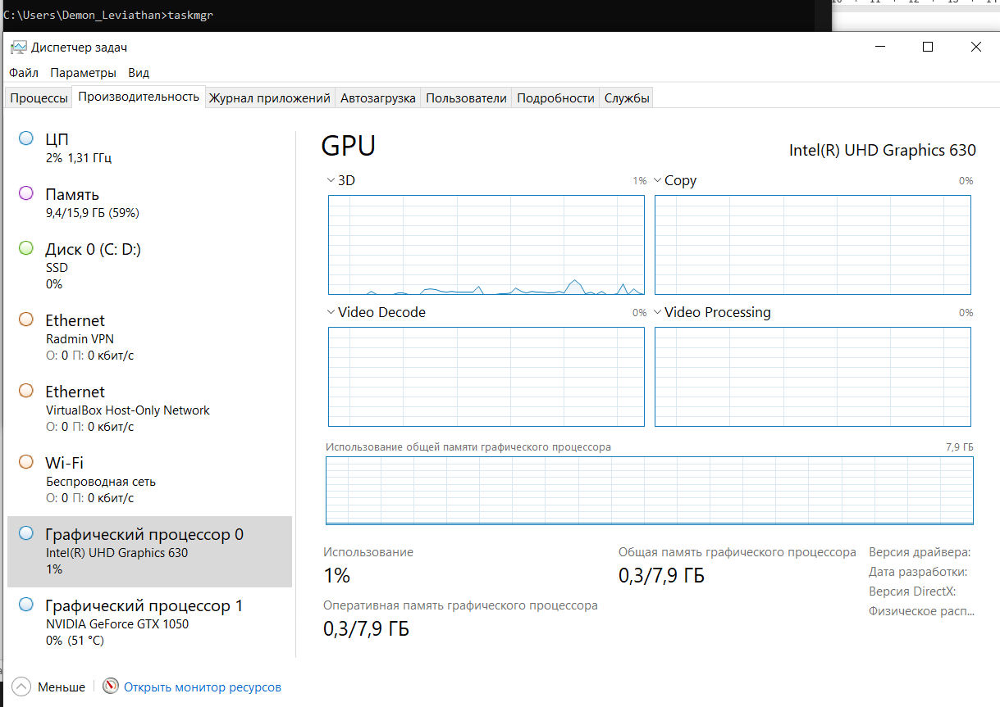 C:\Users\Demon_Leviathan>taskmgr
Диспетчер задач
Файл Параметры Вид
Процессы Производительность Журнал приложений Автозагрузка Пользователи Подробности Службы
ЦП
2% 1,31 ГГц
Память
9,4/15,9 ГБ (59%)
Диск 0 (C: D:)
SSD
0%
Ethernet
Radmin VPN
О: 0 П: 0 кбит/с
Ethernet
VirtualBox Host-Only Network
О: 0 П: 0 кбит/с
Wi-Fi
Беспроводная сеть
О: 0 П: 0 кбит/с
Графический процессор 0
Intel(R) UHD Graphics 630
1%
Графический процессор 1
NVIDIA GeForce GTX 1050
0% (51 °C)
GPU
Intel(R) UHD Graphics 630
3D 1%
Copy 0%
Video Decode 0%
Video Processing 0%
Использование общей памяти графического процессора 7,9 ГБ
Использование
1%
Общая память графического процессора
0,3/7,9 ГБ
Оперативная память графического процессора
0,3/7,9 ГБ
Версия драйвера:
Дата разработки:
Версия DirectX:
Физическое расп...
Меньше
Открыть монитор ресурсов